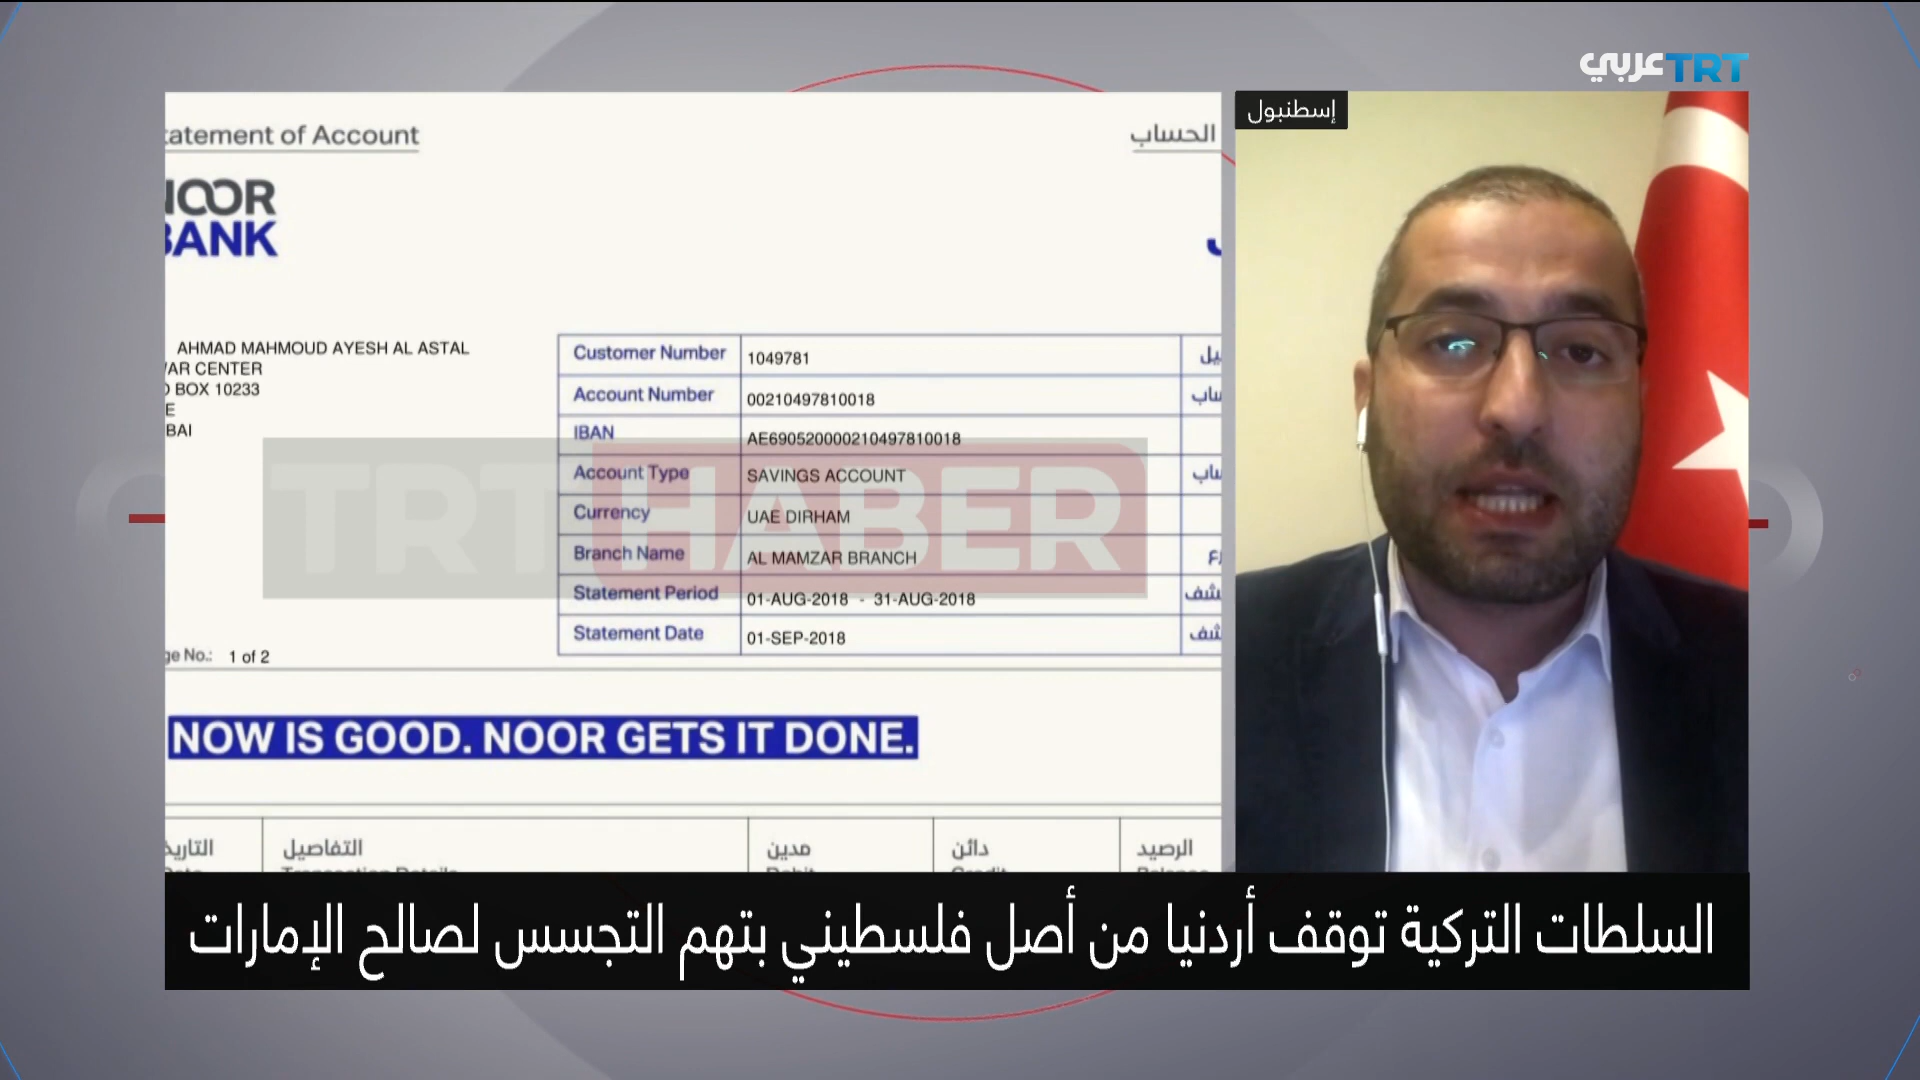 عربي TRT
إسطنبول
tatement of Account
الحساب
NOOR
BANK
AHMAD MAHMOUD AYESH AL ASTAL
AR CENTER
BOX 10233
E
BAI
Customer Number 1049781
Account Number 00210497810018
IBAN AE690520000210497810018
Account Type SAVINGS ACCOUNT
Currency UAE DIRHAM
Branch Name AL MAMZAR BRANCH
Statement Period 01-AUG-2018 - 31-AUG-2018
Statement Date 01-SEP-2018
TRT HABER
ge No.: 1 of 2
NOW IS GOOD. NOOR GETS IT DONE.
التاريخ التفاصيل مدين دائن الرصيد
السلطات التركية توقف أردنيا من أصل فلسطيني بتهم التجسس لصالح الإمارات